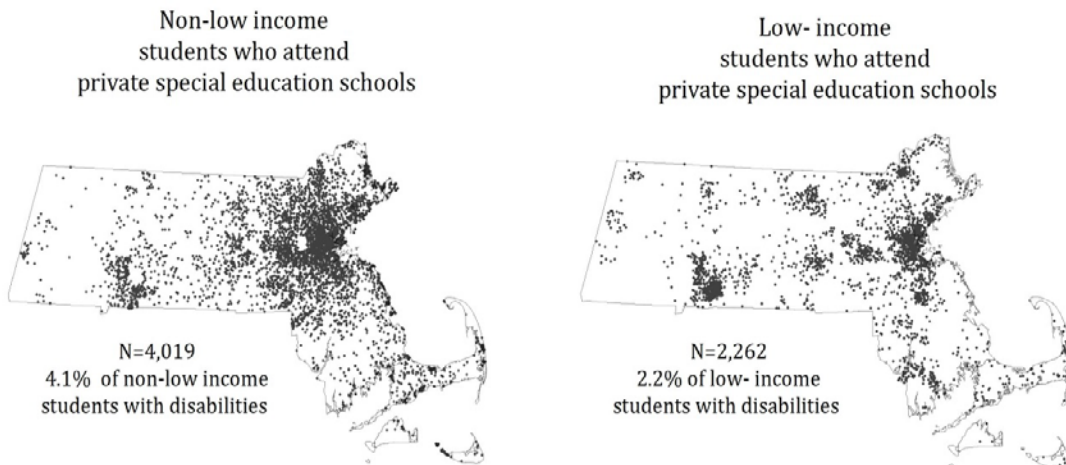 Non-low income
students who attend
private special education schools
Low- income
students who attend
private special education schools
N=4,019
4.1% of non-low income
students with disabilities
N=2,262
2.2% of low- income
students with disabilities